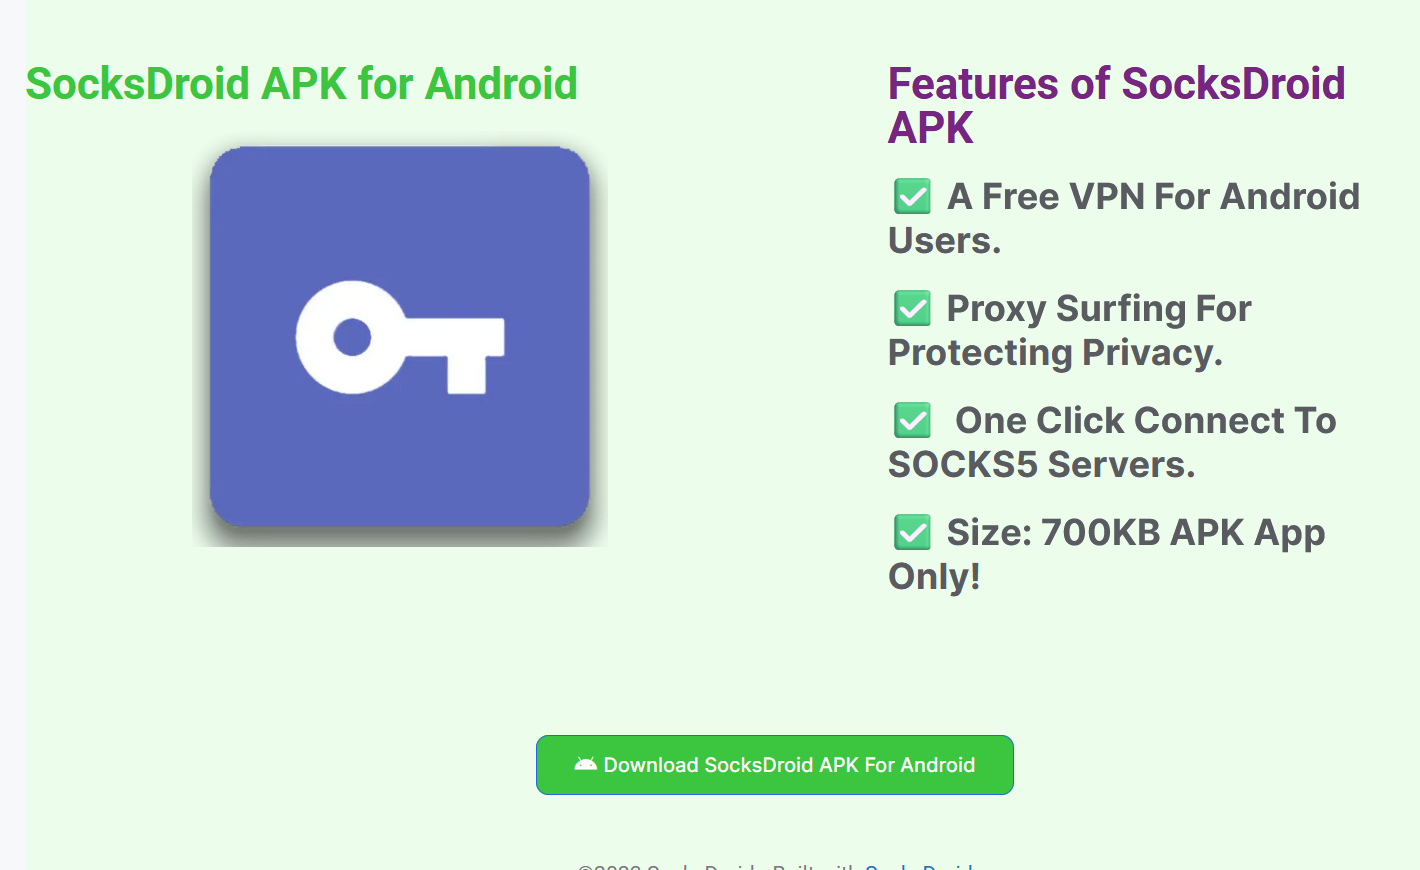 SocksDroid APK for Android
Features of SocksDroid
APK
✅ A Free VPN For Android
Users.
✅ Proxy Surfing For
Protecting Privacy.
✅ One Click Connect To
SOCKS5 Servers.
✅ Size: 700KB APK App
Only!
Download SocksDroid APK For Android